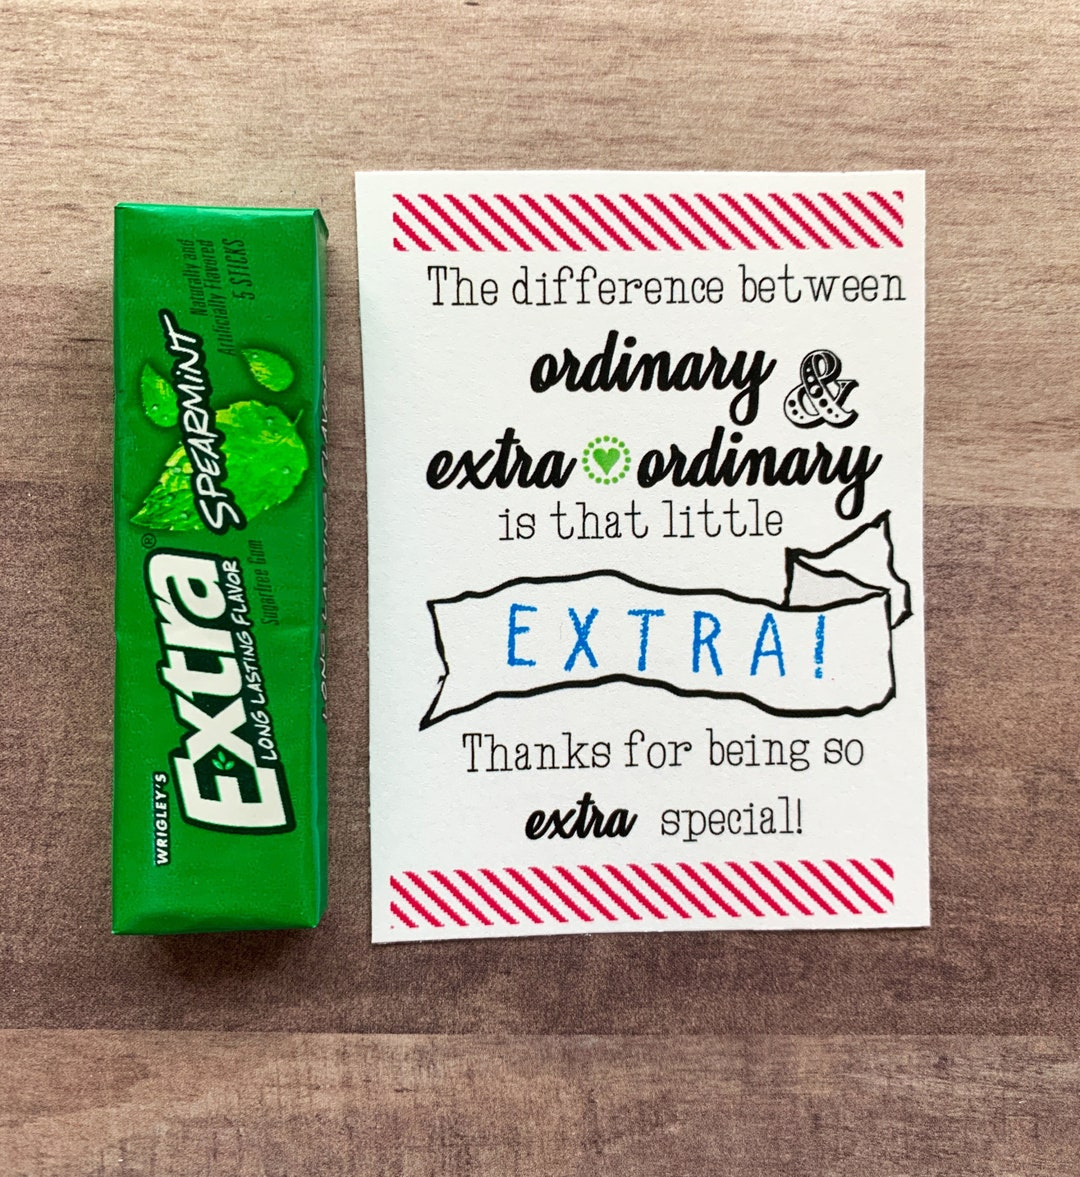 WRIGLEY'S
Extra®
LONG LASTING FLAVOR
SPEARMINT
Sugarfree Gum
Naturally and
Artificially Flavored
5 STICKS
The difference between
ordinary &
extra ordinary
is that little
EXTRA!
Thanks for being so
extra special!